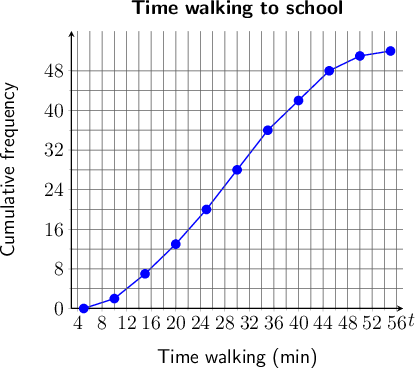 Time walking to school
Cumulative frequency
48
40
32
24
16
8
0
4 8 12 16 20 24 28 32 36 40 44 48 52 56 t
Time walking (min)